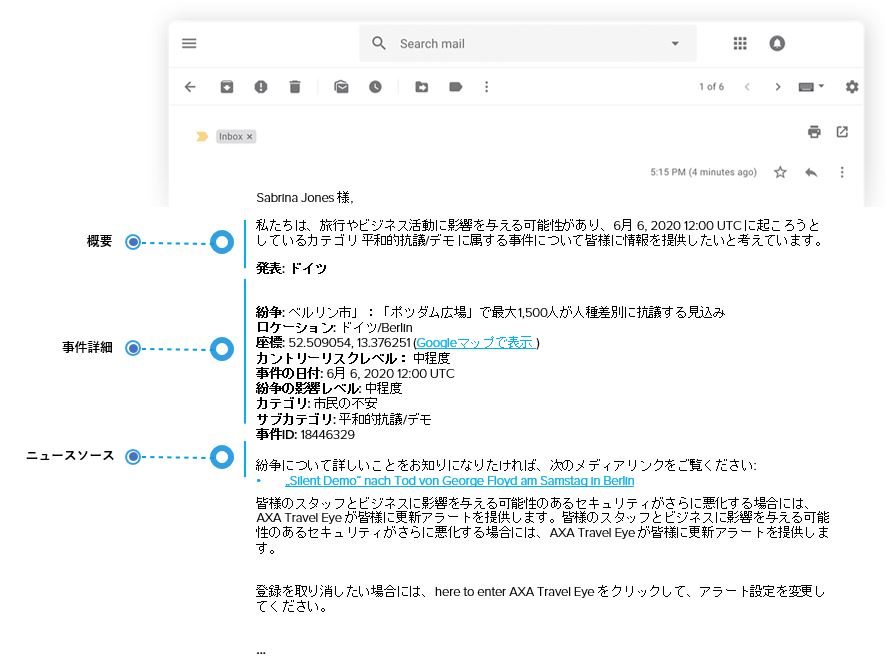 Search mail
1 of 6
Inbox ×
5:15 PM (4 minutes ago)
Sabrina Jones 様,
概要
私たちは、旅行やビジネス活動に影響を与える可能性があり、6月 6, 2020 12:00 UTC に起ころうと
しているカテゴリ 平和的抗議/デモ に属する事件について皆様に情報を提供したいと考えています。
発表: ドイツ
事件詳細
紛争: ベルリン市」：「ポツダム広場」で最大1,500人が人種差別に抗議する見込み
ロケーション: ドイツ/Berlin
座標: 52.509054, 13.376251 (Googleマップで表示 )
カントリーリスクレベル： 中程度
事件の日付: 6月 6, 2020 12:00 UTC
紛争の影響レベル: 中程度
カテゴリ: 市民の不安
サブカテゴリ: 平和的抗議/デモ
事件ID: 18446329
ニュースソース
紛争について詳しいことをお知りになりたければ、次のメディアリンクをご覧ください:
• „Silent Demo“ nach Tod von George Floyd am Samstag in Berlin
皆様のスタッフとビジネスに影響を与える可能性のあるセキュリティがさらに悪化する場合には、
AXA Travel Eye が皆様に更新アラートを提供します。皆様のスタッフとビジネスに影響を与える可能
性のあるセキュリティがさらに悪化する場合には、AXA Travel Eye が皆様に更新アラートを提供しま
す。
登録を取り消したい場合には、here to enter AXA Travel Eye をクリックして、アラート設定を変更し
てください。
...